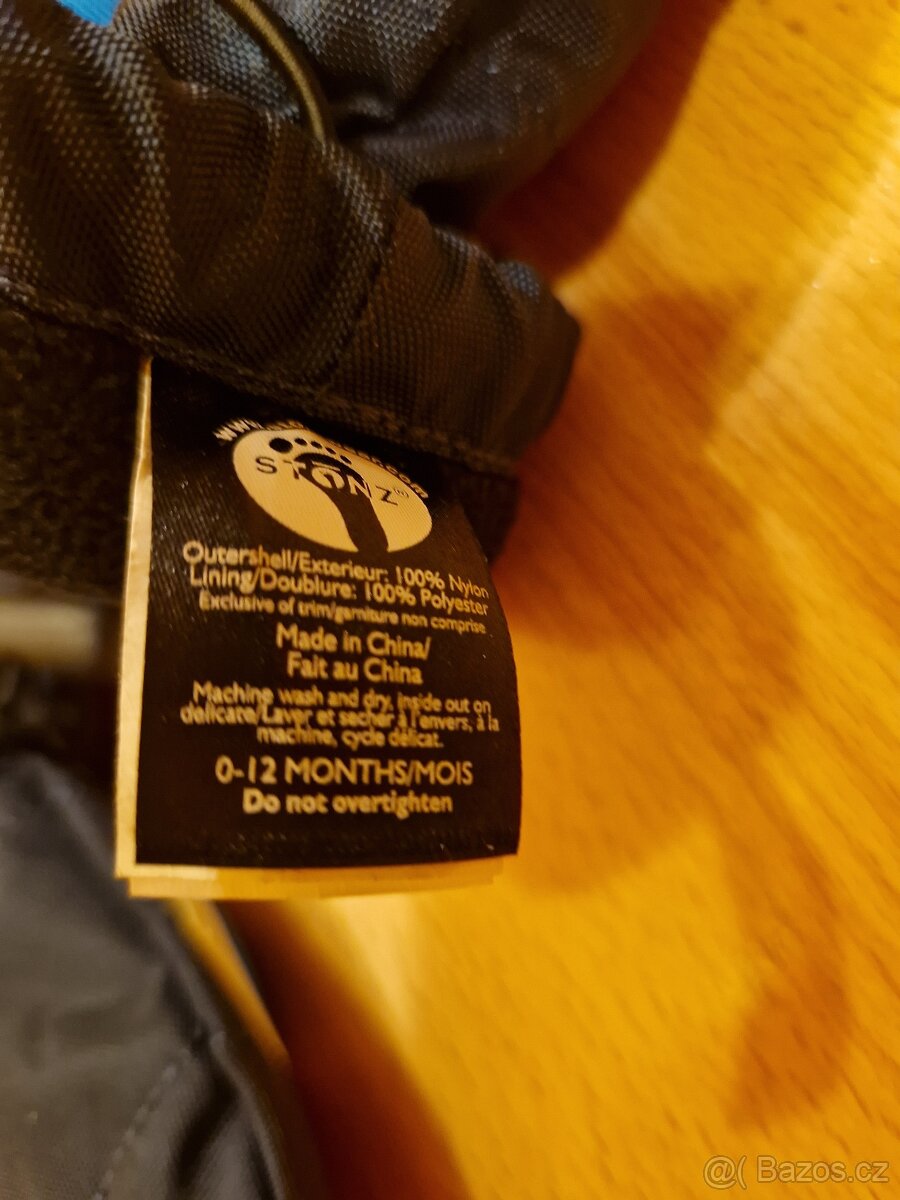 STONZ
Outershell/Exterieur: 100% Nylon
Lining/Doublure: 100% Polyester
Exclusive of trim/garniture non comprise
Made in China/
Fait au China
Machine wash and dry, inside out on
delicate/Laver et secher à l'envers, à la
machine, cycle délicat.
0-12 MONTHS/MOIS
Do not overtighten
@( Bazos.cz